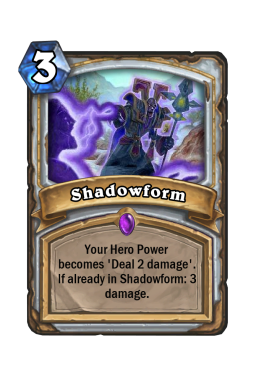 3
Shadowform
Your Hero Power
becomes 'Deal 2 damage'.
If already in Shadowform: 3
damage.